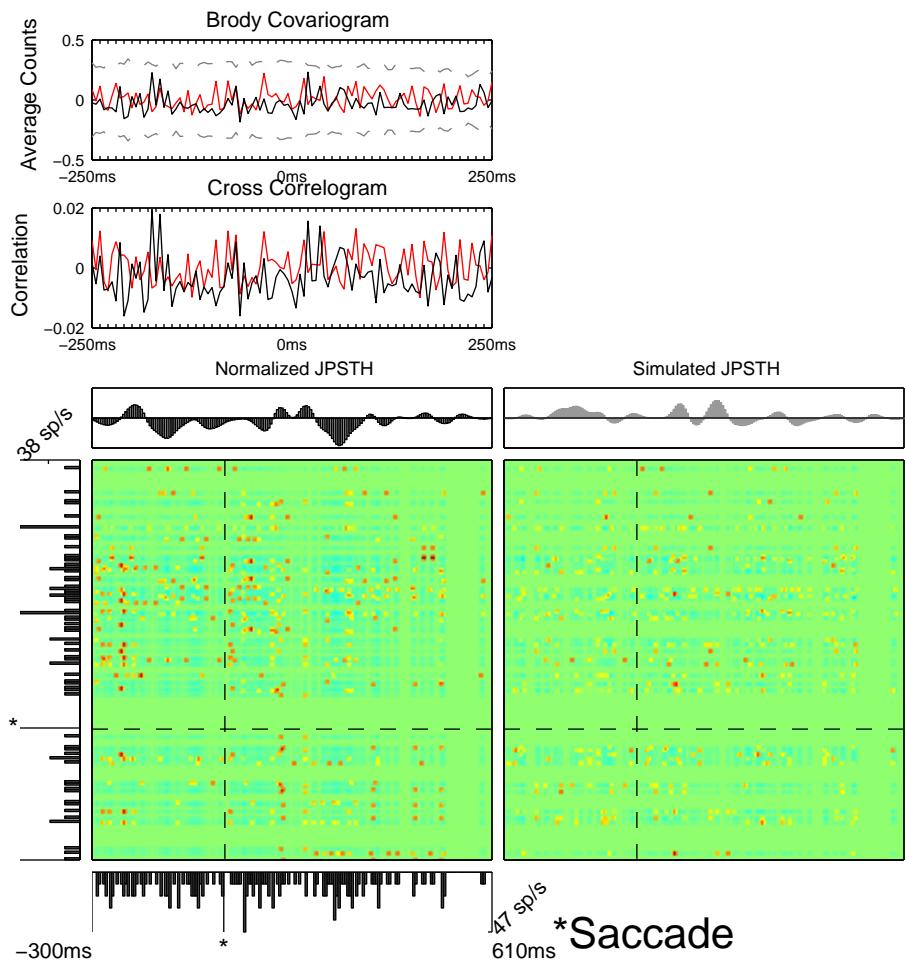 Brody Covariogram
Average Counts
0.5
0
−0.5
−250ms
0ms
250ms
Cross Correlogram
Correlation
0.02
0
−0.02
−250ms
0ms
250ms
Normalized JPSTH
Simulated JPSTH
38 sp/s
*
*
47 sp/s
−300ms
610ms
*Saccade